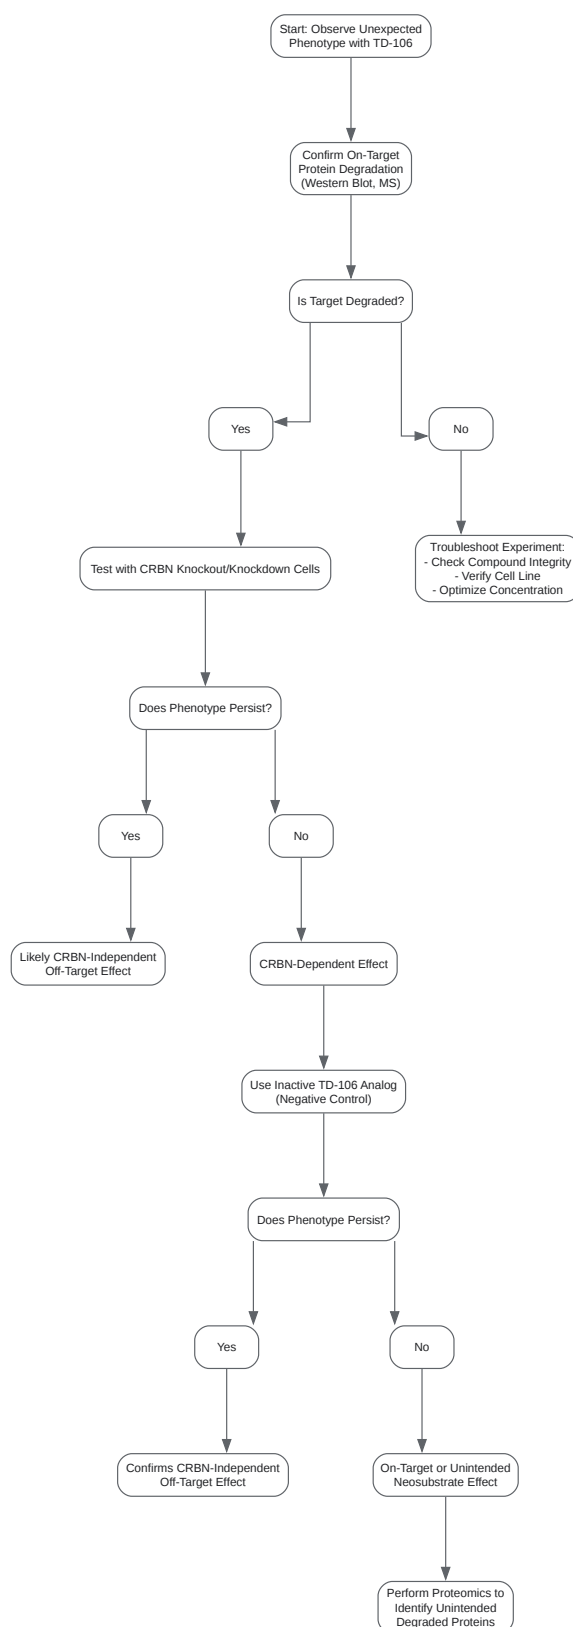 Start: Observe Unexpected
Phenotype with TD-106
Confirm On-Target
Protein Degradation
(Western Blot, MS)
Is Target Degraded?
Yes
No
Test with CRBN Knockout/Knockdown Cells
Troubleshoot Experiment:
- Check Compound Integrity
- Verify Cell Line
- Optimize Concentration
Does Phenotype Persist?
Yes
No
Likely CRBN-Independent
Off-Target Effect
CRBN-Dependent Effect
Use Inactive TD-106 Analog
(Negative Control)
Does Phenotype Persist?
Yes
No
Confirms CRBN-Independent
Off-Target Effect
On-Target or Unintended
Neosubstrate Effect
Perform Proteomics to
Identify Unintended
Degraded Proteins